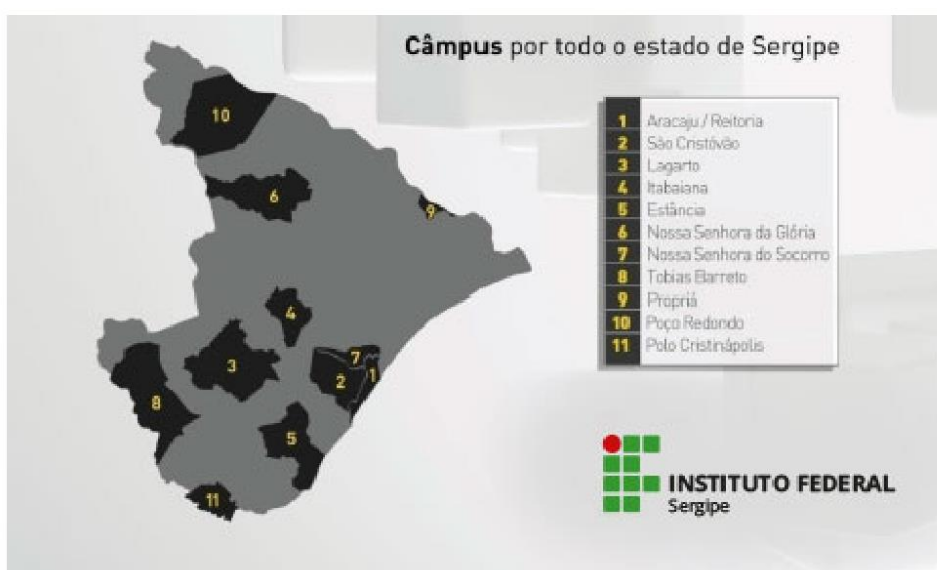 Câmpus por todo o estado de Sergipe
1 Aracaju / Reitoria
2 São Cristóvão
3 Lagarto
4 Itabaiana
5 Estância
6 Nossa Senhora da Glória
7 Nossa Senhora do Socorro
8 Tobias Barreto
9 Propriá
10 Poço Redondo
11 Polo Cristinápolis
10
6
9
4
7
3
2
1
8
5
11
INSTITUTO FEDERAL
Sergipe